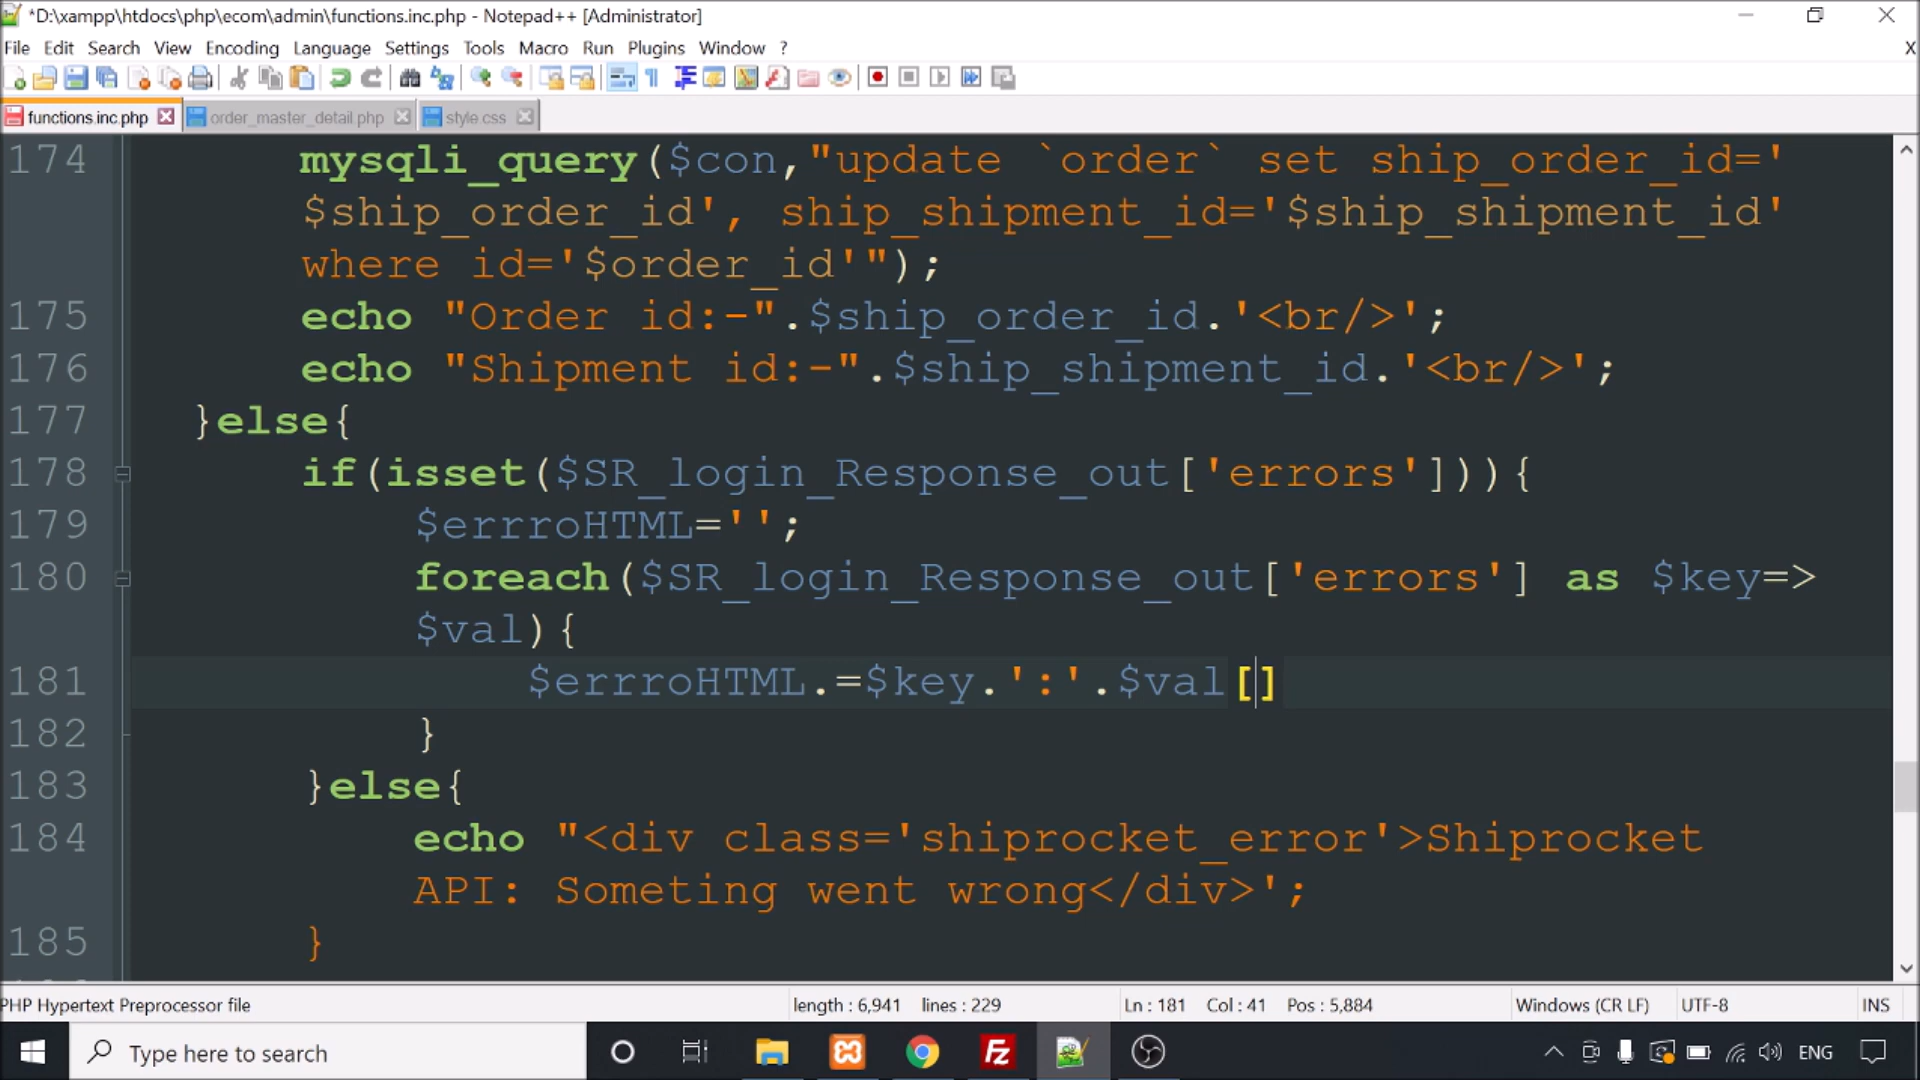 *D:\xampp\htdocs\php\ecom\admin\functions.inc.php - Notepad++ [Administrator]
File Edit Search View Encoding Language Settings Tools Macro Run Plugins Window ? X
functions.inc.php order_master_detail.php style.css
174 mysqli_query($con,"update `order` set ship_order_id='
$ship_order_id', ship_shipment_id='$ship_shipment_id'
where id='$order_id'");
175 echo "Order id:-".$ship_order_id.'<br/>';
176 echo "Shipment id:-".$ship_shipment_id.'<br/>';
177 }else{
178 if(isset($SR_login_Response_out['errors'])){
179 $errroHTML='';
180 foreach($SR_login_Response_out['errors'] as $key=>
$val){
181 $errroHTML.=$key.':'.$val[]
182 }
183 }else{
184 echo "<div class='shiprocket_error'>Shiprocket
API: Someting went wrong</div>';
185 }
PHP Hypertext Preprocessor file length : 6,941 lines : 229 Ln : 181 Col : 41 Pos : 5,884 Windows (CR LF) UTF-8 INS
Type here to search ENG